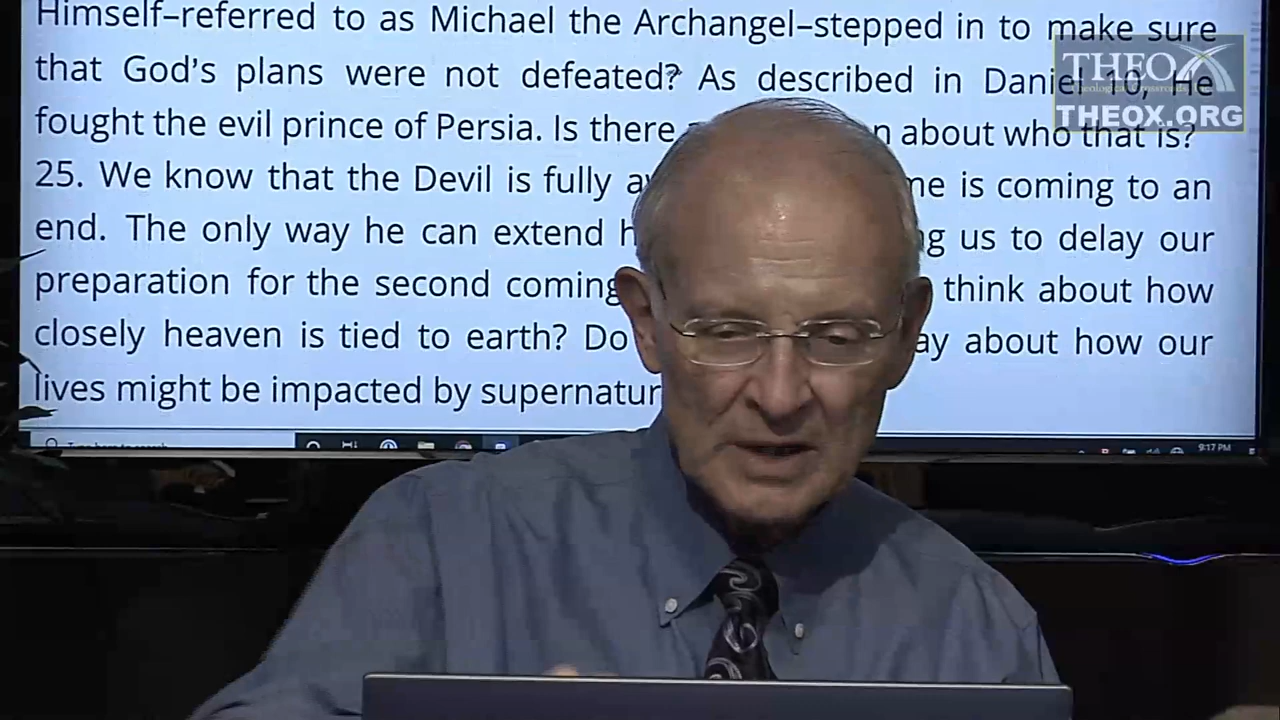 Himself–referred to as Michael the Archangel–stepped in to make sure
that God's plans were not defeated? As described in Daniel 10, He
fought the evil prince of Persia. Is there n about who that is?
25. We know that the Devil is fully me is coming to an
end. The only way he can extend us to delay our
preparation for the second coming think about how
closely heaven is tied to earth? Do ay about how our
lives might be impacted by supernatur
THEO
THEOX.ORG
9:17 PM